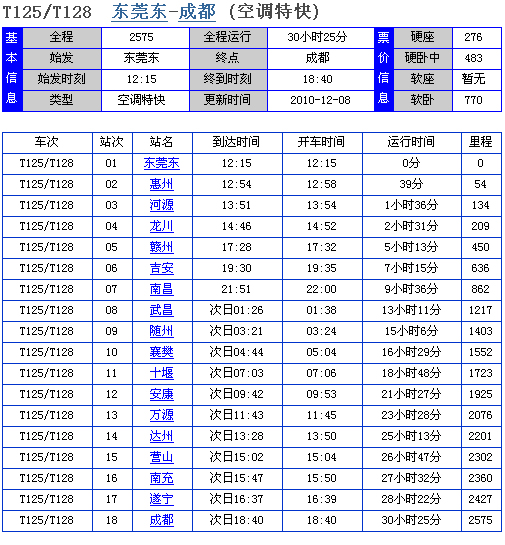 T125/T128 东莞东-成都 (空调特快)
基本信息 全程 2575 全程运行 30小时25分 票价信息 硬座 276
始发 东莞东 终点 成都 硬卧中 483
始发时刻 12:15 终到时刻 18:40 软座 暂无
类型 空调特快 更新时间 2010-12-08 软卧 770
车次 站次 站名 到达时间 开车时间 运行时间 里程
T125/T128 01 东莞东 12:15 12:15 0分 0
T125/T128 02 惠州 12:54 12:58 39分 54
T125/T128 03 河源 13:51 13:54 1小时36分 134
T125/T128 04 龙川 14:46 14:52 2小时31分 209
T125/T128 05 赣州 17:28 17:32 5小时13分 450
T125/T128 06 吉安 19:30 19:35 7小时15分 636
T125/T128 07 南昌 21:51 22:00 9小时36分 862
T125/T128 08 武昌 次日01:26 01:38 13小时11分 1217
T125/T128 09 随州 次日03:21 03:24 15小时6分 1403
T125/T128 10 襄樊 次日04:44 05:04 16小时29分 1552
T125/T128 11 十堰 次日07:03 07:06 18小时48分 1723
T125/T128 12 安康 次日09:42 09:53 21小时27分 1925
T125/T128 13 万源 次日11:43 11:45 23小时28分 2076
T125/T128 14 达州 次日13:28 13:50 25小时13分 2201
T125/T128 15 营山 次日15:02 15:04 26小时47分 2302
T125/T128 16 南充 次日15:47 15:50 27小时32分 2360
T125/T128 17 遂宁 次日16:37 16:39 28小时22分 2427
T125/T128 18 成都 次日18:40 18:40 30小时25分 2575